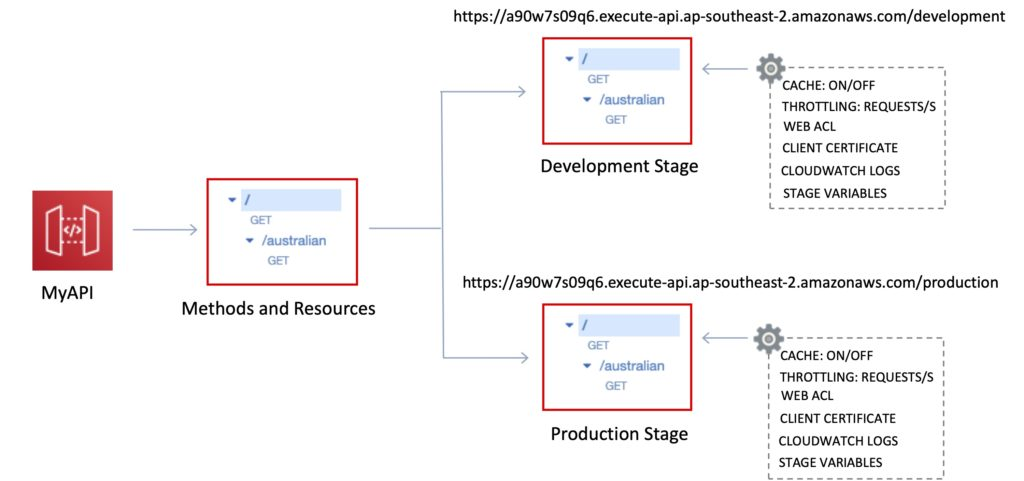 https://a90w7s09q6.execute-api.ap-southeast-2.amazonaws.com/development
/
GET
/australian
GET
Development Stage
CACHE: ON/OFF
THROTTLING: REQUESTS/S
WEB ACL
CLIENT CERTIFICATE
CLOUDWATCH LOGS
STAGE VARIABLES
MyAPI
/
GET
/australian
GET
Methods and Resources
https://a90w7s09q6.execute-api.ap-southeast-2.amazonaws.com/production
/
GET
/australian
GET
Production Stage
CACHE: ON/OFF
THROTTLING: REQUESTS/S
WEB ACL
CLIENT CERTIFICATE
CLOUDWATCH LOGS
STAGE VARIABLES